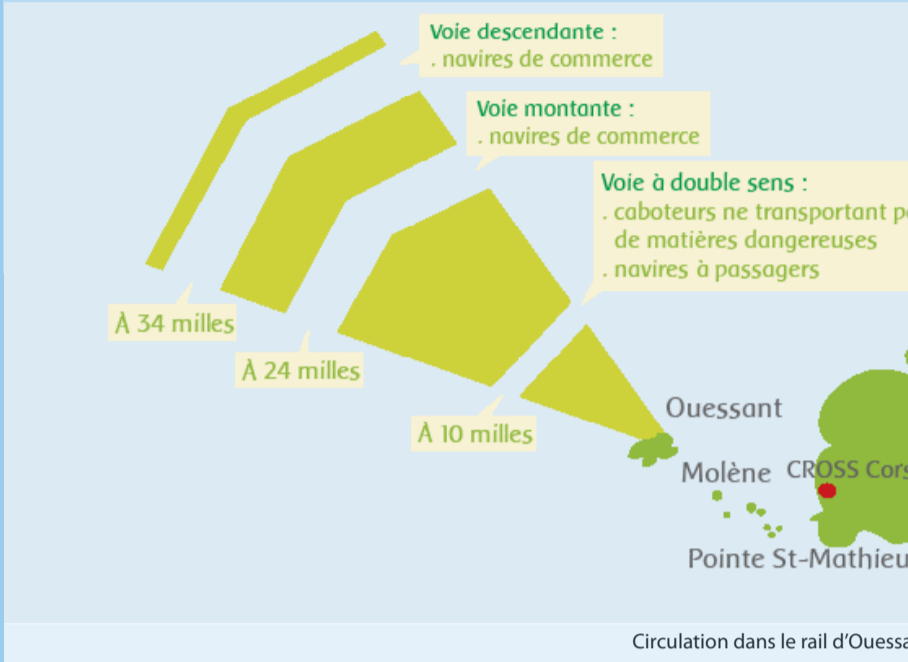 Voie descendante :
. navires de commerce
Voie montante :
. navires de commerce
Voie à double sens :
. caboteurs ne transportant
de matières dangereuses
. navires à passagers
À 34 milles
À 24 milles
À 10 milles
Ouessant
Molène
CROSS
Pointe St-Mathieu
Circulation dans le rail